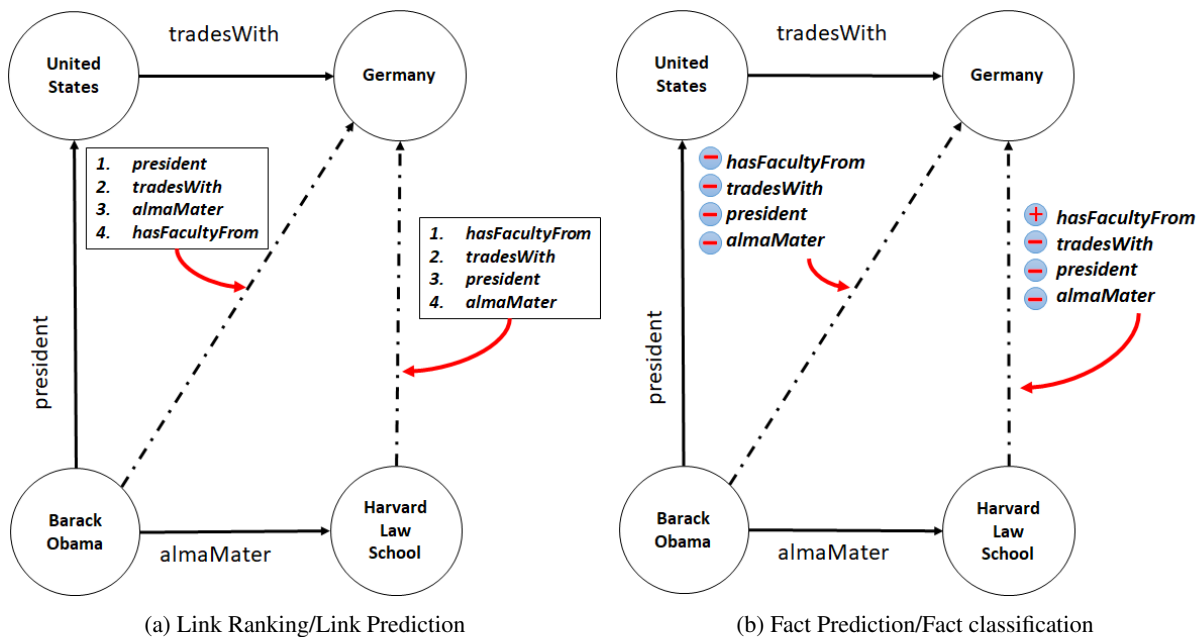 tradesWith
United
States
Germany
1. president
2. tradesWith
3. almaMater
4. hasFacultyFrom
1. hasFacultyFrom
2. tradesWith
3. president
4. almaMater
president
Barack
Obama
almaMater
Harvard
Law
School
(a) Link Ranking/Link Prediction
tradesWith
United
States
Germany
− hasFacultyFrom
− tradesWith
− president
− almaMater
+ hasFacultyFrom
− tradesWith
− president
− almaMater
president
Barack
Obama
almaMater
Harvard
Law
School
(b) Fact Prediction/Fact classification